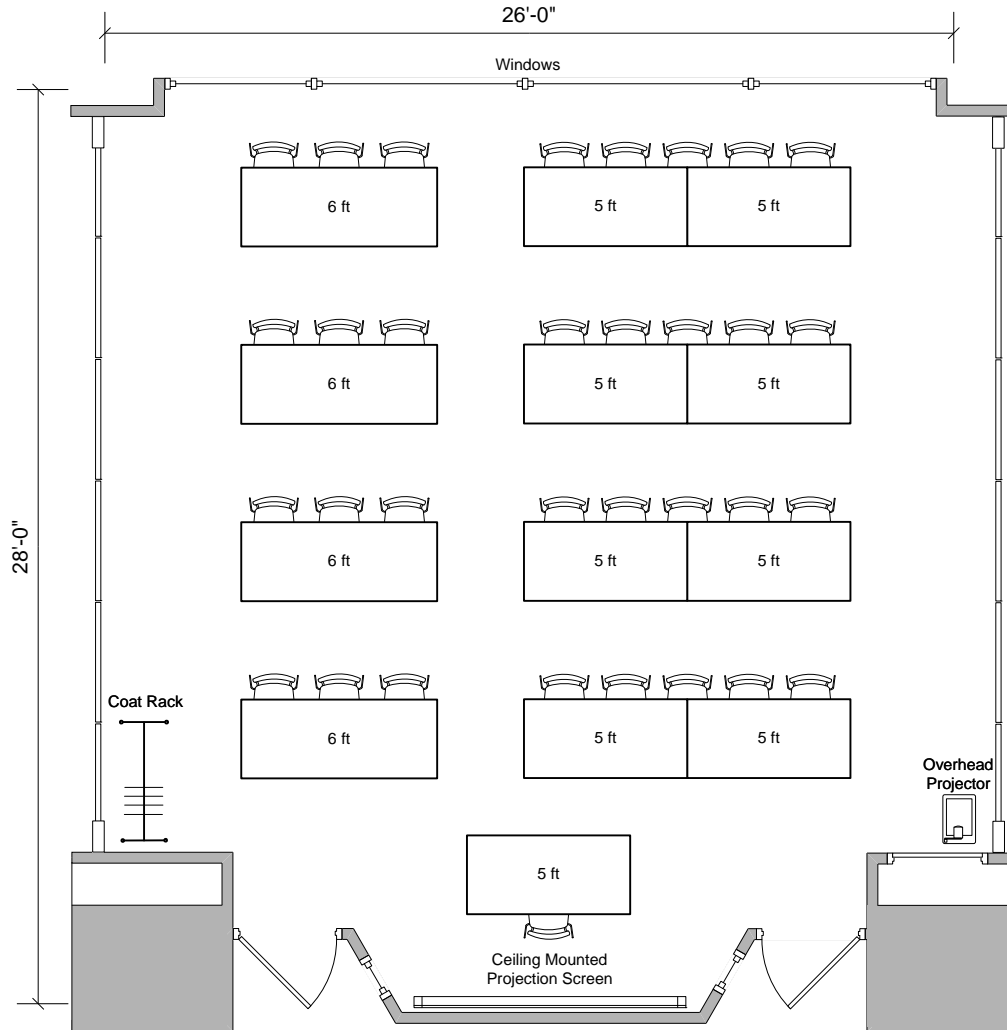 26'-0"
Windows
6 ft
5 ft
5 ft
6 ft
5 ft
5 ft
28'-0"
6 ft
5 ft
5 ft
Coat Rack
6 ft
5 ft
5 ft
Overhead
Projector
5 ft
Ceiling Mounted
Projection Screen